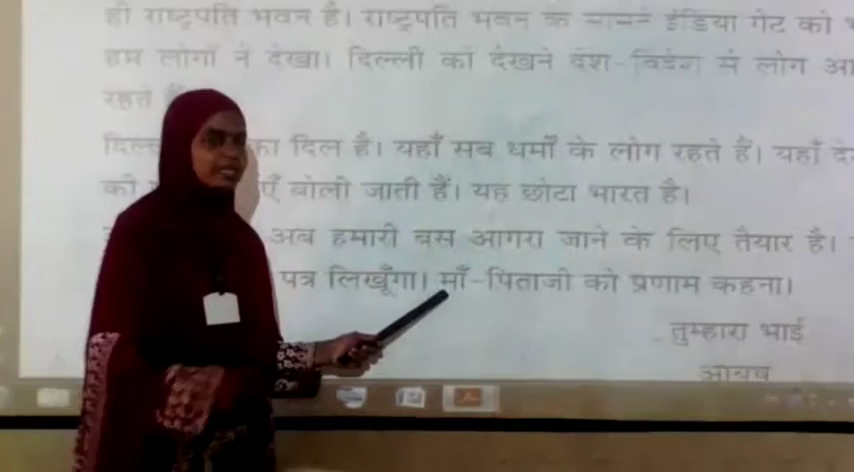 ही राष्ट्रपति भवन है। राष्ट्रपति भवन के सामने इंडिया गेट को
हम लोगों ने देखा। दिल्ली को देखने देश-विदेश से लोग
रहते
का दिल है। यहाँ सब धर्मों के लोग रहते हैं। यहाँ
की बोली जाती हैं। यह छोटा भारत है।
अब हमारी बस आगरा जाने के लिए तैयार है।
पत्र लिखूँगा। माँ-पिताजी को प्रणाम कहना।
तुम्हारा भाई